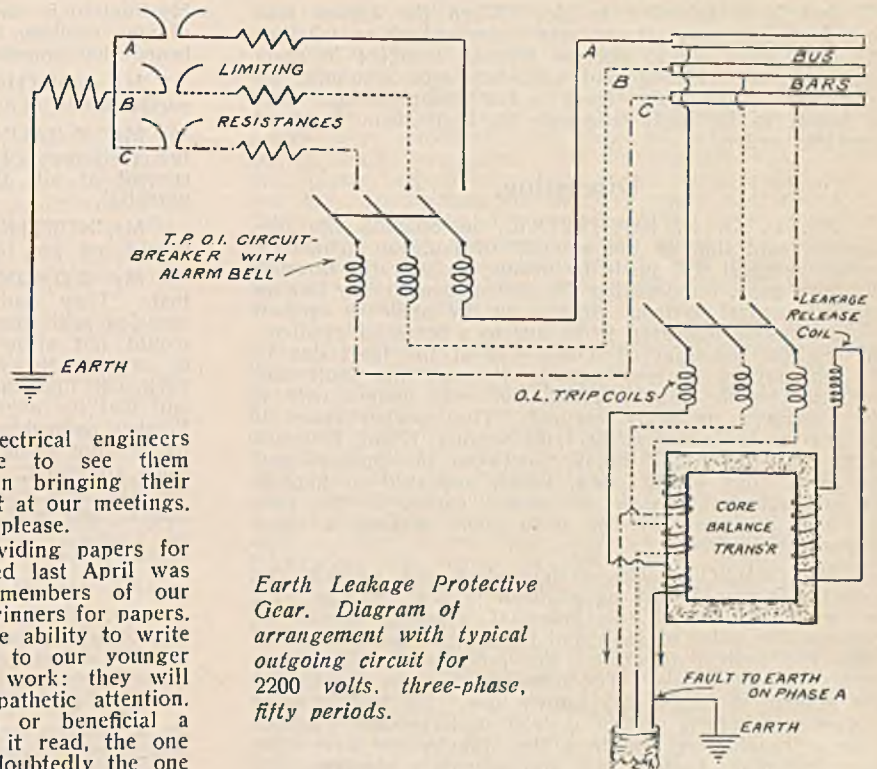 A
LIMITING
B
RESISTANCES
C
A
B
C
BUS
BARS
T.P. O.I. CIRCUIT-
BREAKER WITH
ALARM BELL
LEAKAGE
RELEASE
COIL
EARTH
O.L. TRIP COILS
CORE
BALANCE
TRANS'R
FAULT TO EARTH
ON PHASE A
EARTH
ectrical engineers
e to see them
n bringing their
t at our meetings.
please.
viding papers for
ed last April was
members of our
rinners for papers.
e ability to write
to our younger
work: they will
pathetic attention.
or beneficial a
it read, the one
doubtedly the one
Earth Leakage Protective
Gear. Diagram of
arrangement with typical
outgoing circuit for
2200 volts, three-phase,
fifty periods.